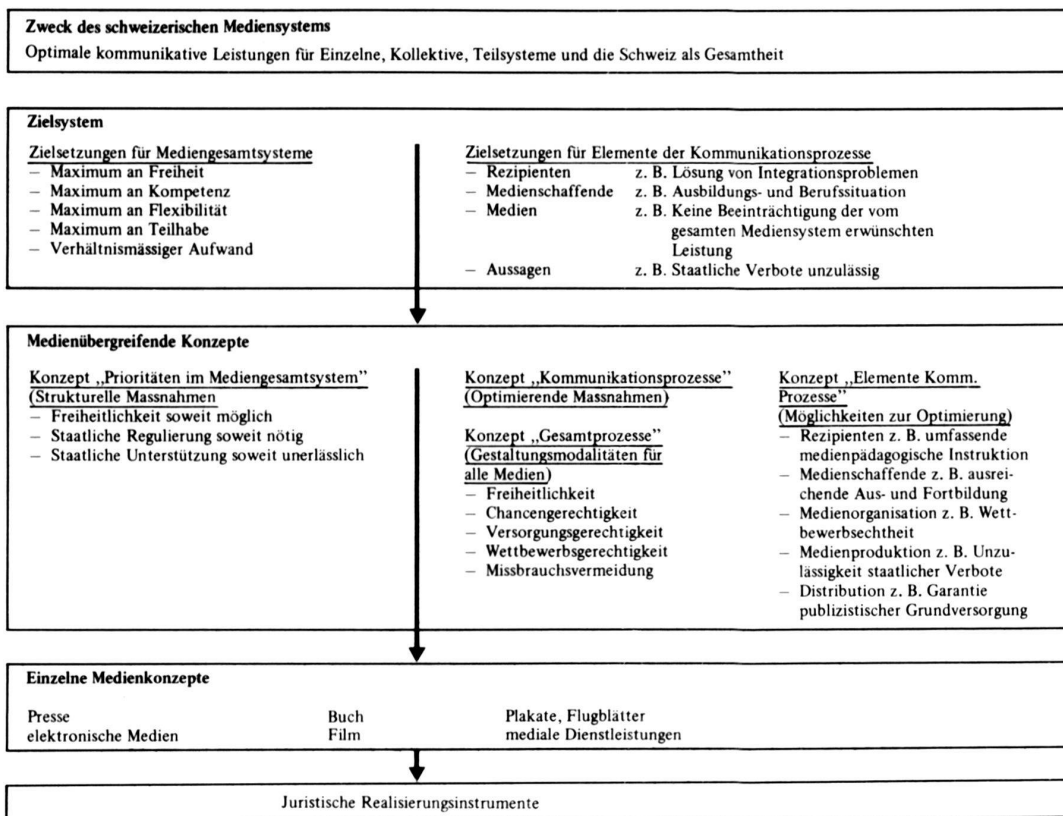 Zweck des schweizerischen Mediensystems
Optimale kommunikative Leistungen für Einzelne, Kollektive, Teilsysteme und die Schweiz als Gesamtheit
Zielsystem
Zielsetzungen für Mediengesamtsysteme
– Maximum an Freiheit
– Maximum an Kompetenz
– Maximum an Flexibilität
– Maximum an Teilhabe
– Verhältnismässiger Aufwand
Zielsetzungen für Elemente der Kommunikationsprozesse
– Rezipienten z. B. Lösung von Integrationsproblemen
– Medienschaffende z. B. Ausbildungs- und Berufssituation
– Medien z. B. Keine Beeinträchtigung der vom
gesamten Mediensystem erwünschten
Leistung
– Aussagen z. B. Staatliche Verbote unzulässig
Medienübergreifende Konzepte
Konzept „Prioritäten im Mediengesamtsystem”
(Strukturelle Massnahmen
– Freiheitlichkeit soweit möglich
– Staatliche Regulierung soweit nötig
– Staatliche Unterstützung soweit unerlässlich
Konzept „Kommunikationsprozesse”
(Optimierende Massnahmen)
Konzept „Gesamtprozesse”
(Gestaltungsmodalitäten für
alle Medien)
– Freiheitlichkeit
– Chancengerechtigkeit
– Versorgungsgerechtigkeit
– Wettbewerbsgerechtigkeit
– Missbrauchsvermeidung
Konzept „Elemente Komm.
Prozesse”
(Möglichkeiten zur Optimierung)
– Rezipienten z. B. umfassende
medienpädagogische Instruktion
– Medienschaffende z. B. ausrei-
chende Aus- und Fortbildung
– Medienorganisation z. B. Wett-
bewerbsechtheit
– Medienproduktion z. B. Unzu-
lässigkeit staatlicher Verbote
– Distribution z. B. Garantie
publizistischer Grundversorgung
Einzelne Medienkonzepte
Presse Buch Plakate, Flugblätter
elektronische Medien Film mediale Dienstleistungen
Juristische Realisierungsinstrumente